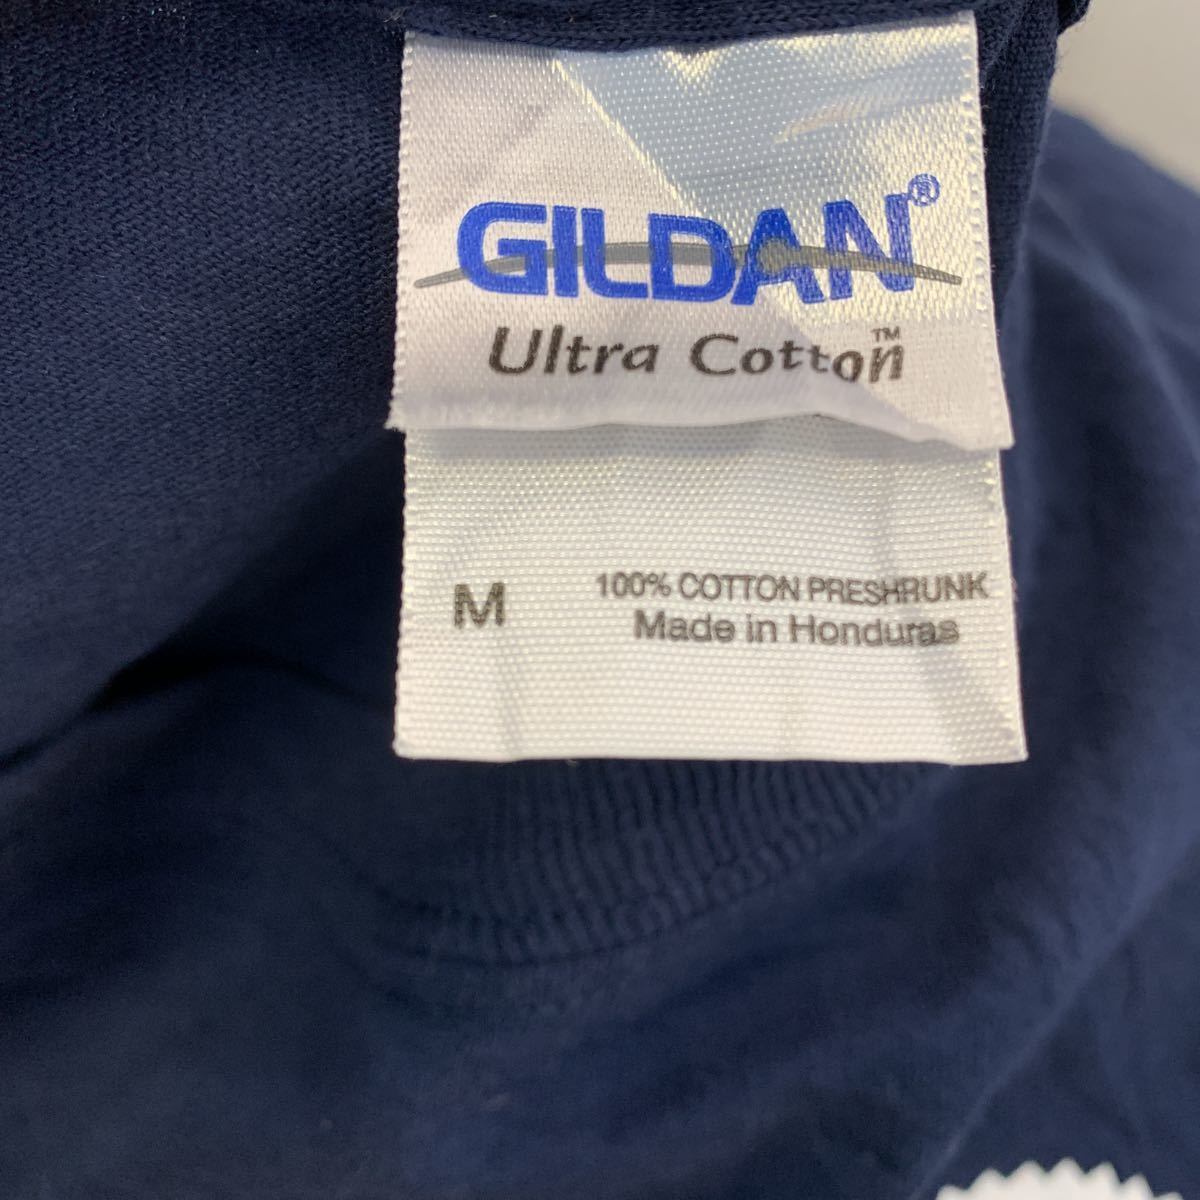 GILDAN®
Ultra Cotton™
M 100% COTTON PRESHRUNK
Made in Honduras